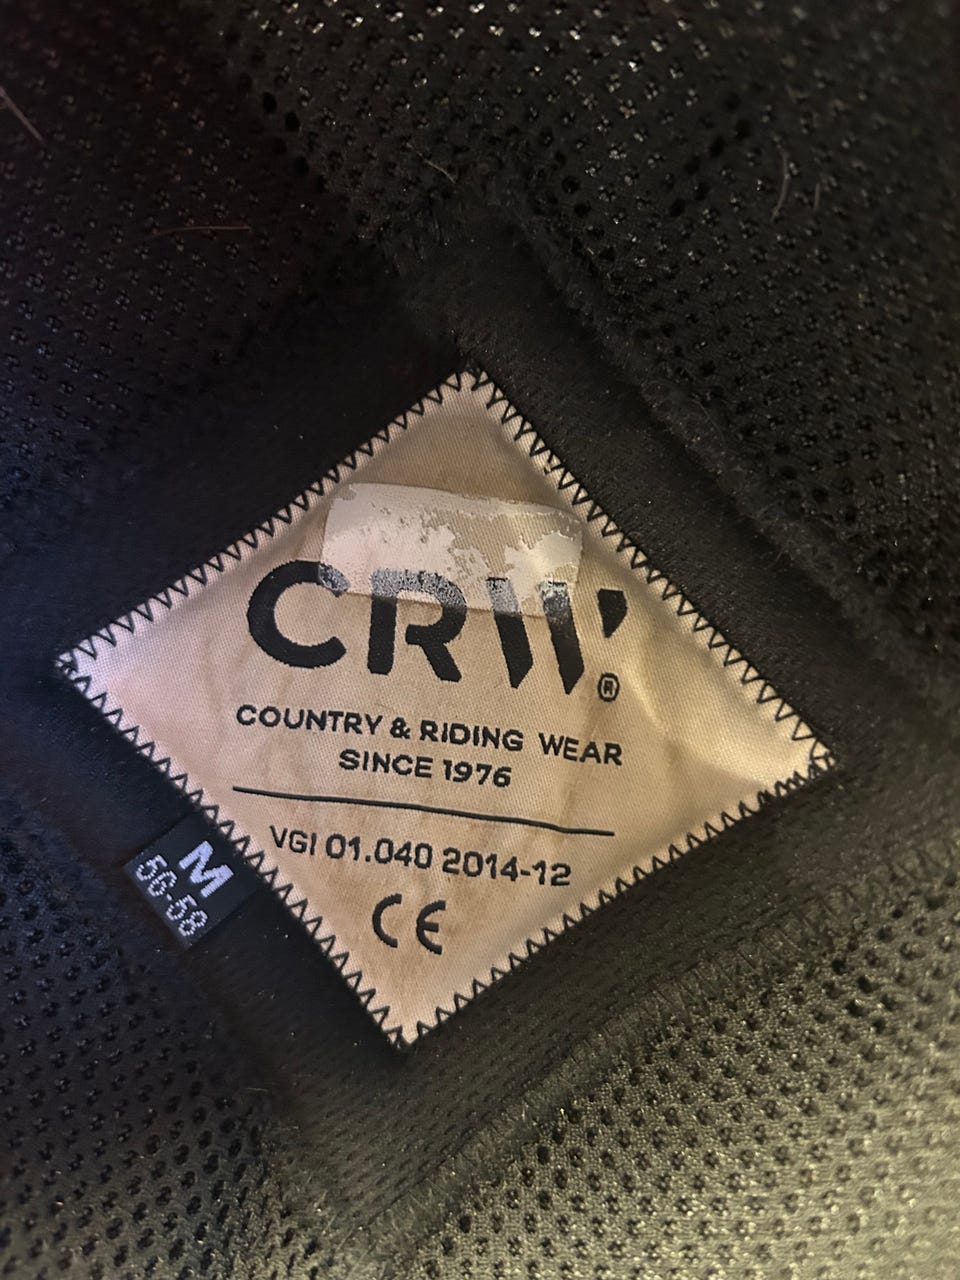 CRW®
COUNTRY & RIDING WEAR
SINCE 1976
VGI 01.040 2014-12
CE
M
56-58